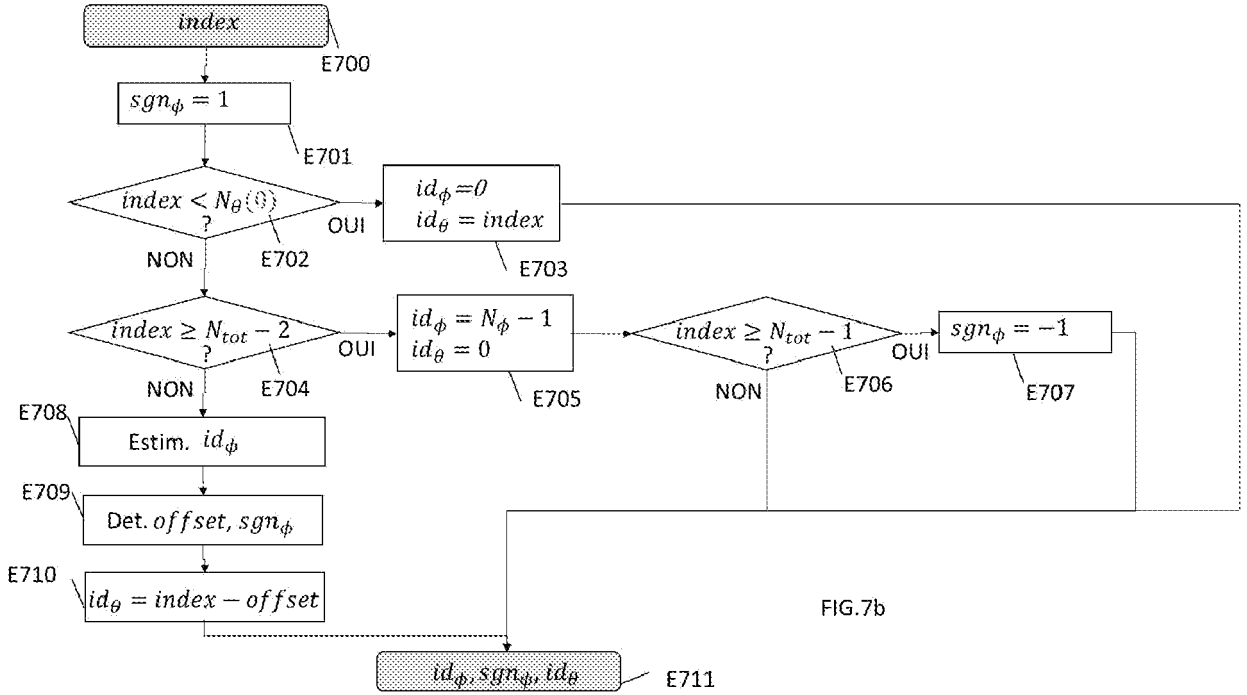 index
E700
sgn_ϕ = 1
E701
index < N_θ(0)
?
OUI
NON
E702
id_ϕ =0
id_θ = index
E703
index ≥ N_tot − 2
?
OUI
NON
E704
id_ϕ = N_ϕ − 1
id_θ = 0
E705
index ≥ N_tot − 1
?
OUI
NON
E706
sgn_ϕ = −1
E707
E708
Estim. id_ϕ
E709
Det. offset, sgn_ϕ
E710
id_θ = index − offset
FIG.7b
id_ϕ, sgn_ϕ, id_θ
E711